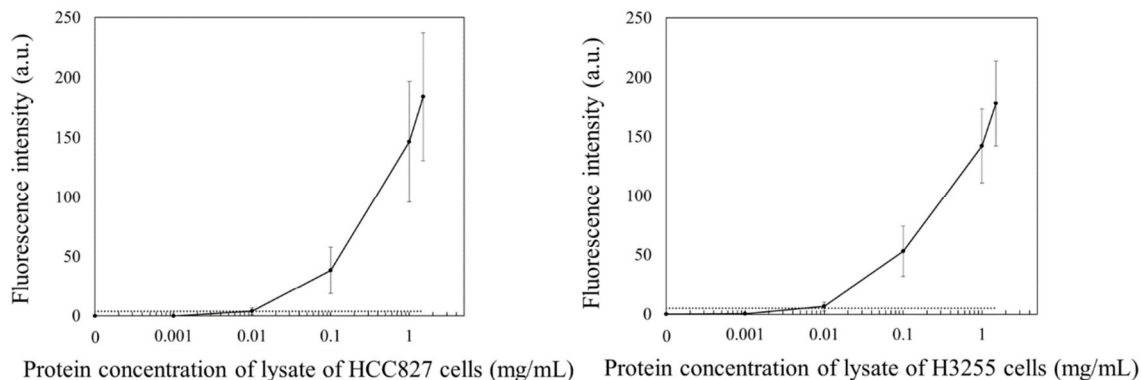 Fluorescence intensity (a.u.)
250
200
150
100
50
0
0 0.001 0.01 0.1 1
Protein concentration of lysate of HCC827 cells (mg/mL)
Fluorescence intensity (a.u.)
250
200
150
100
50
0
0 0.001 0.01 0.1 1
Protein concentration of lysate of H3255 cells (mg/mL)